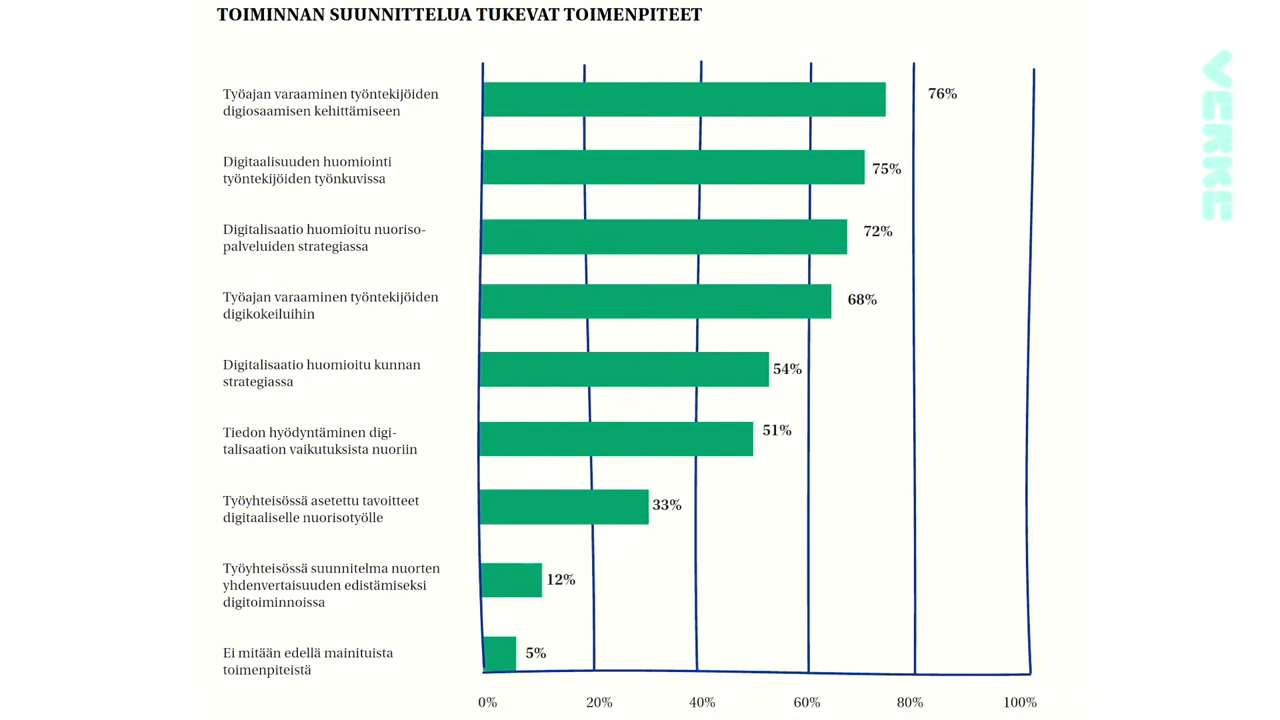 TOIMINNAN SUUNNITTELUA TUKEVAT TOIMENPITEET
Työajan varaaminen työntekijöiden
digiosaamisen kehittämiseen
76%
Digitaalisuuden huomiointi
työntekijöiden työnkuvissa
75%
Digitalisaatio huomioitu nuoriso-
palveluiden strategiassa
72%
Työajan varaaminen työntekijöiden
digikokeiluihin
68%
Digitalisaatio huomioitu kunnan
strategiassa
54%
Tiedon hyödyntäminen digi-
talisaation vaikutuksista nuoriin
51%
Työyhteisössä asetettu tavoitteet
digitaaliselle nuorisotyölle
33%
Työyhteisössä suunnitelma nuorten
yhdenvertaisuuden edistämiseksi
digitoiminnoissa
12%
Ei mitään edellä mainituista
toimenpiteistä
5%
0% 20% 40% 60% 80% 100%
VERKE